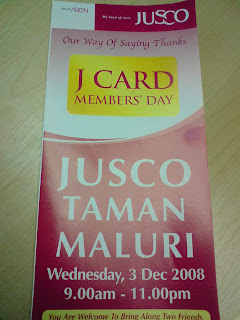 AEON
My kind of store JUSCO
Our Way Of Saying Thanks
J CARD
MEMBERS' DAY
JUSCO
TAMAN
MALURI
Wednesday, 3 Dec 2008
9.00am - 11.00pm
You Are Welcome To Bring Along Two Friends